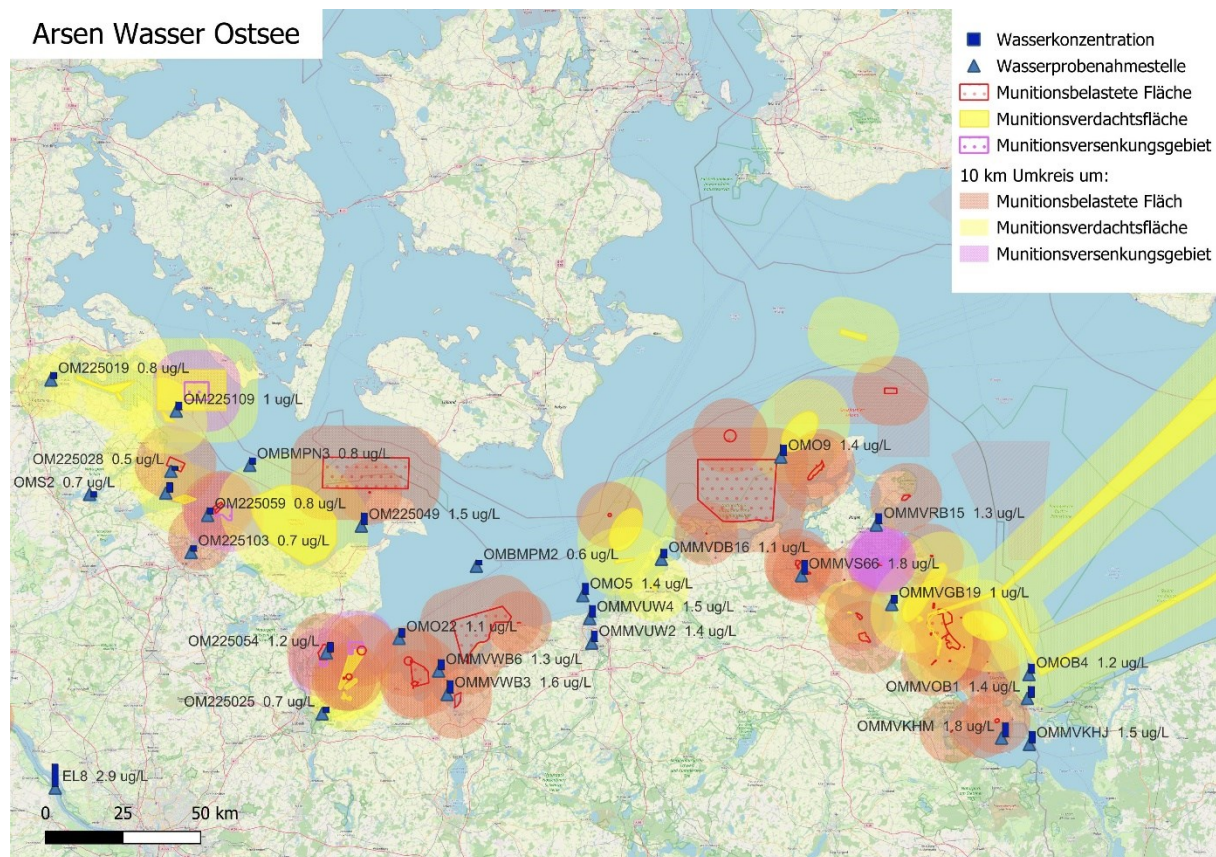 Arsen Wasser Ostsee
Wasserkonzentration
Wasserprobenahmestelle
Munitionsbelastete Fläche
Munitionsverdachtsfläche
Munitionsversenkungsgebiet
10 km Umkreis um:
Munitionsbelastete Fläch
Munitionsverdachtsfläche
Munitionsversenkungsgebiet
OM225019 0.8 ug/L
OM225109 1 ug/L
OM225028 0.5 ug/L
OMBMPN3 0.8 ug/L
OMO9 1.4 ug/L
OMS2 0.7 ug/L
OM225059 0.8 ug/L
OM225049 1.5 ug/L
OMMVRB15 1.3 ug/L
OM225103 0.7 ug/L
OMBMPM2 0.6 ug/L
OMMVDB16 1.1 ug/L
OMMVS66 1.8 ug/L
OMO5 1.4 ug/L
OMMVGB19 1 ug/L
OMMVUW4 1.5 ug/L
OMO22 1.1 ug/L
OMMVUW2 1.4 ug/L
OM225054 1.2 ug/L
OMMVWB6 1.3 ug/L
OMOB4 1.2 ug/L
OMMVWB3 1.6 ug/L
OMMVOB1 1.4 ug/L
OM225025 0.7 ug/L
OMMVKHM 1.8 ug/L
OMMVKHJ 1.5 ug/L
EL8 2.9 ug/L
0 25 50 km